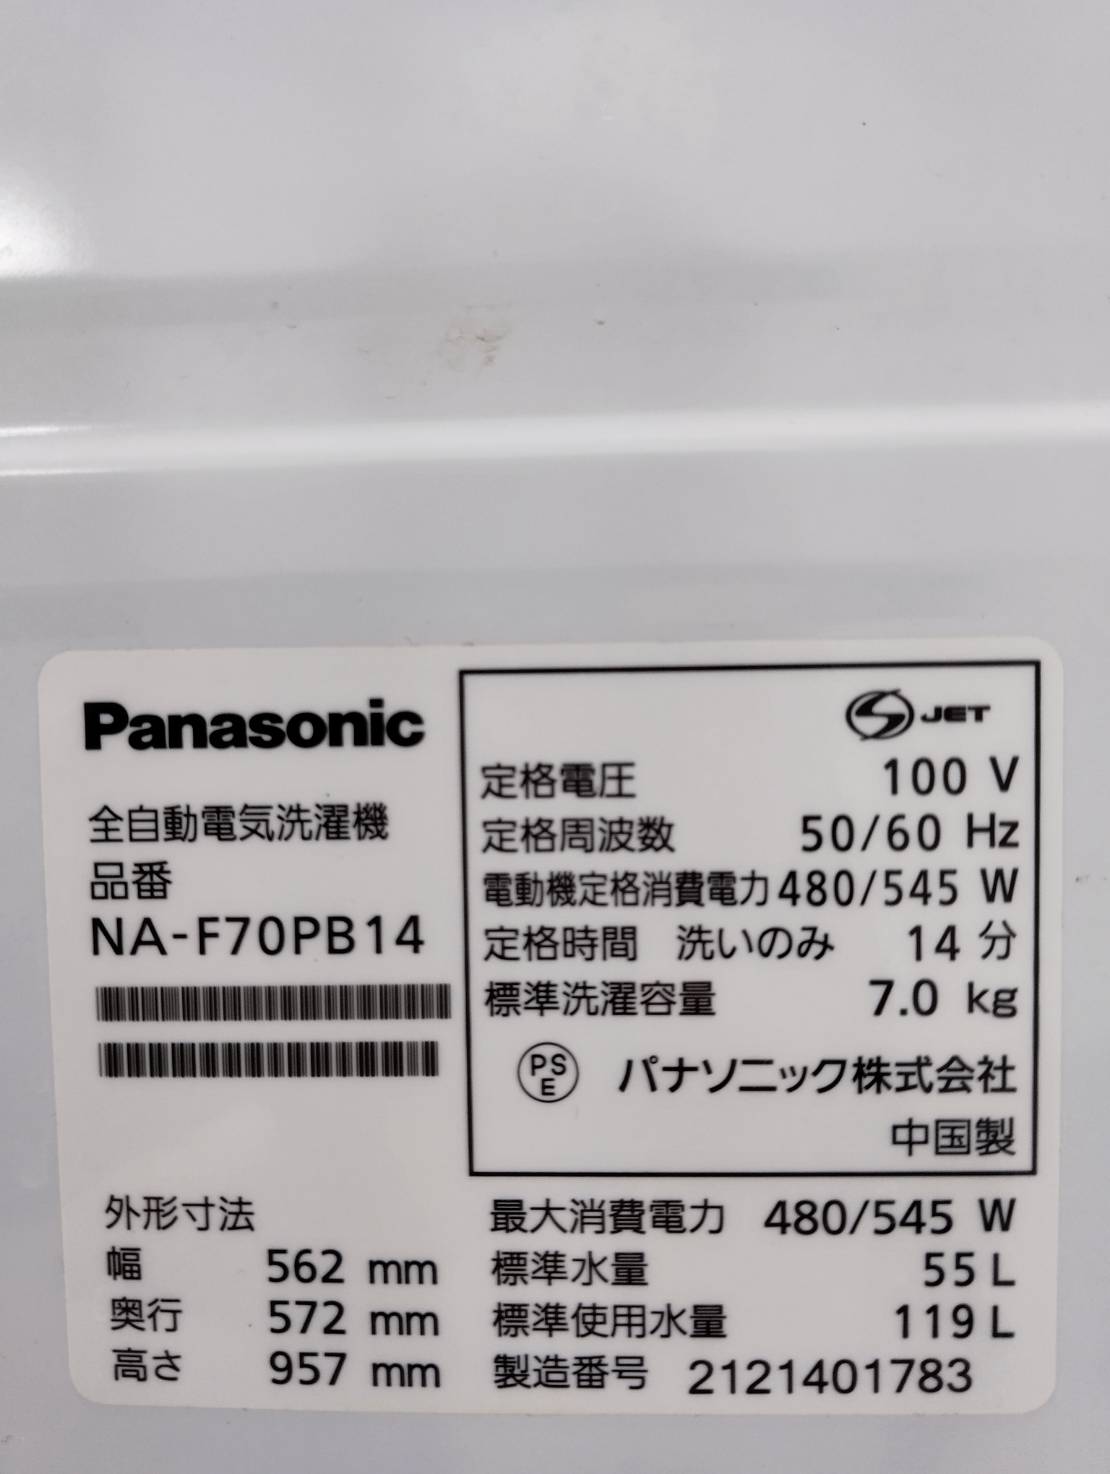 Panasonic
全自動電気洗濯機
品番
NA-F70PB14
JET
定格電圧 100 V
定格周波数 50/60 Hz
電動機定格消費電力 480/545 W
定格時間 洗いのみ 14 分
標準洗濯容量 7.0 kg
PS
E
パナソニック株式会社
中国製
外形寸法
幅 562 mm
奥行 572 mm
高さ 957 mm
最大消費電力 480/545 W
標準水量 55 L
標準使用水量 119 L
製造番号 2121401783